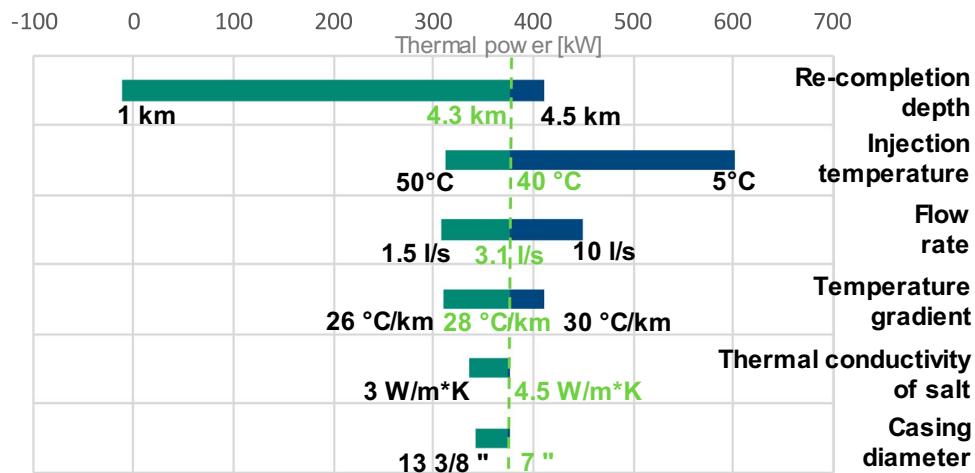 -100 0 100 200 300 400 500 600 700
Thermal power [kW]
Re-completion
depth
1 km 4.3 km 4.5 km
Injection
temperature
50°C 40 °C 5°C
Flow
rate
1.5 l/s 3.1 l/s 10 l/s
Temperature
gradient
26 °C/km 28 °C/km 30 °C/km
Thermal conductivity
of salt
3 W/m*K 4.5 W/m*K
Casing
diameter
13 3/8 " 7 "